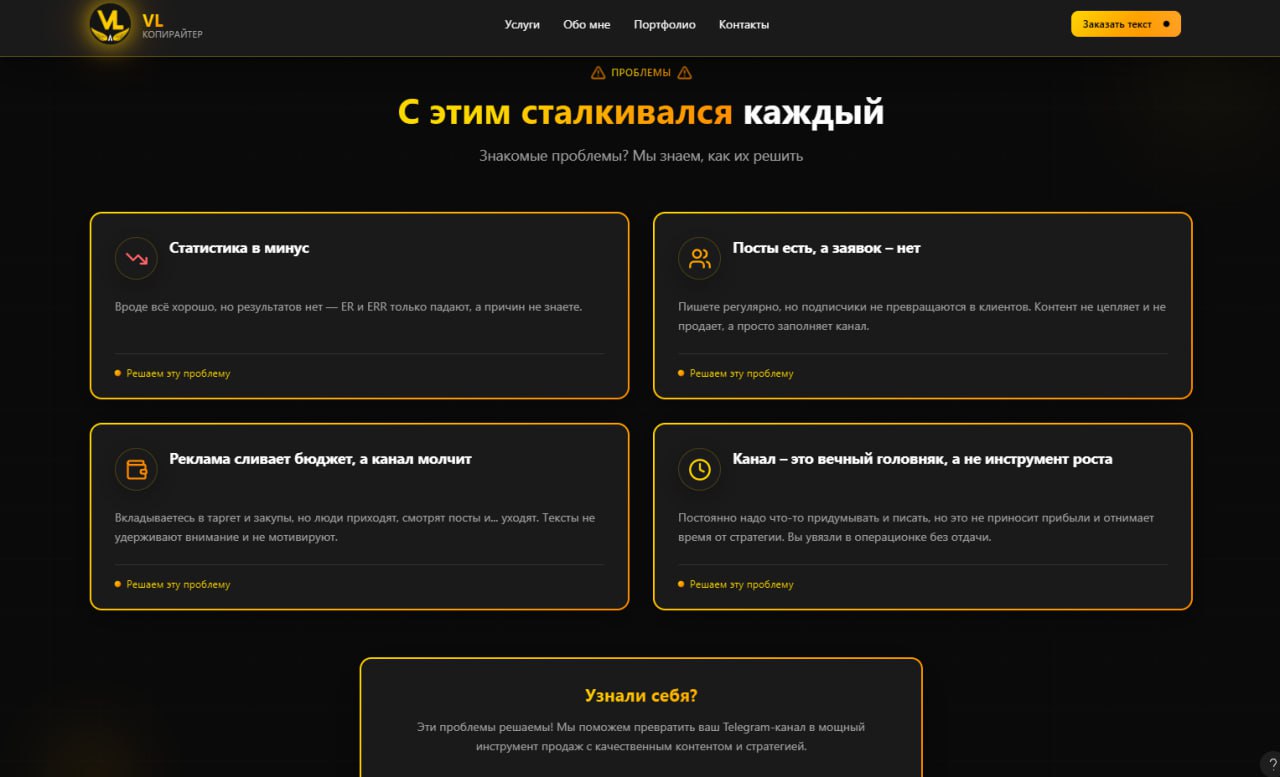 VL
VL
КОПИРАЙТЕР
Услуги
Обо мне
Портфолио
Контакты
Заказать текст
ПРОБЛЕМЫ
С этим сталкивался каждый
Знакомые проблемы? Мы знаем, как их решить
Статистика в минус
Вроде всё хорошо, но результатов нет — ER и ERR только падают, а причин не знаете.
Решаем эту проблему
Посты есть, а заявок – нет
Пишете регулярно, но подписчики не превращаются в клиентов. Контент не цепляет и не
продает, а просто заполняет канал.
Решаем эту проблему
Реклама сливает бюджет, а канал молчит
Вкладываетесь в таргет и закупы, но люди приходят, смотрят посты и... уходят. Тексты не
удерживают внимание и не мотивируют.
Решаем эту проблему
Канал – это вечный головняк, а не инструмент роста
Постоянно надо что-то придумывать и писать, но это не приносит прибыли и отнимает
время от стратегии. Вы увязли в операционке без отдачи.
Решаем эту проблему
Узнали себя?
Эти проблемы решаемы! Мы поможем превратить ваш Telegram-канал в мощный
инструмент продаж с качественным контентом и стратегией.
?